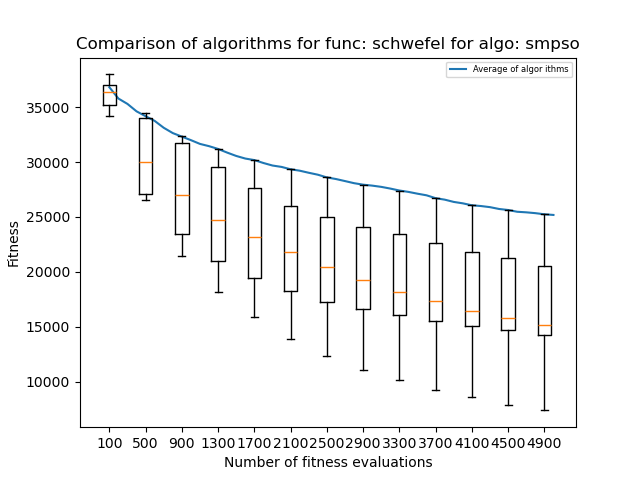 Comparison of algorithms for func: schwefel for algo: smpso
Average of algor ithms
35000
30000
25000
20000
15000
10000
Fitness
100 500 900 1300 1700 2100 2500 2900 3300 3700 4100 4500 4900
Number of fitness evaluations